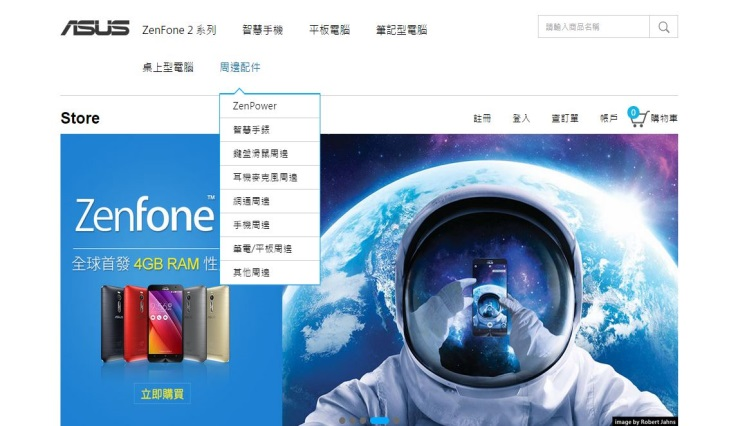 ASUS
ZenFone 2 系列
智慧手機
平板電腦
筆記型電腦
請輸入商品名稱
桌上型電腦
周邊配件
ZenPower
智慧手錶
鍵盤滑鼠周邊
耳機麥克風周邊
網通周邊
手機周邊
筆電/平板周邊
其他周邊
Store
註冊
登入
查訂單
帳戶
0
購物車
Zenfone™
全球首發 4GB RAM 性
立即購買
Image by Robert Jahns